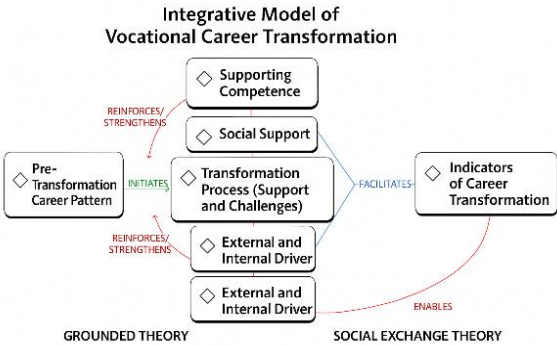 Integrative Model of
Vocational Career Transformation
Supporting
Competence
REINFORCES/
STRENGTHENS
Social Support
Pre-
Transformation
Career Pattern
INITIATES
Transformation
Process (Support
and Challenges)
FACILITATES
Indicators
of Career
Transformation
REINFORCES/
STRENGTHENS
External and
Internal Driver
External and
Internal Driver
ENABLES
GROUNDED THEORY
SOCIAL EXCHANGE THEORY